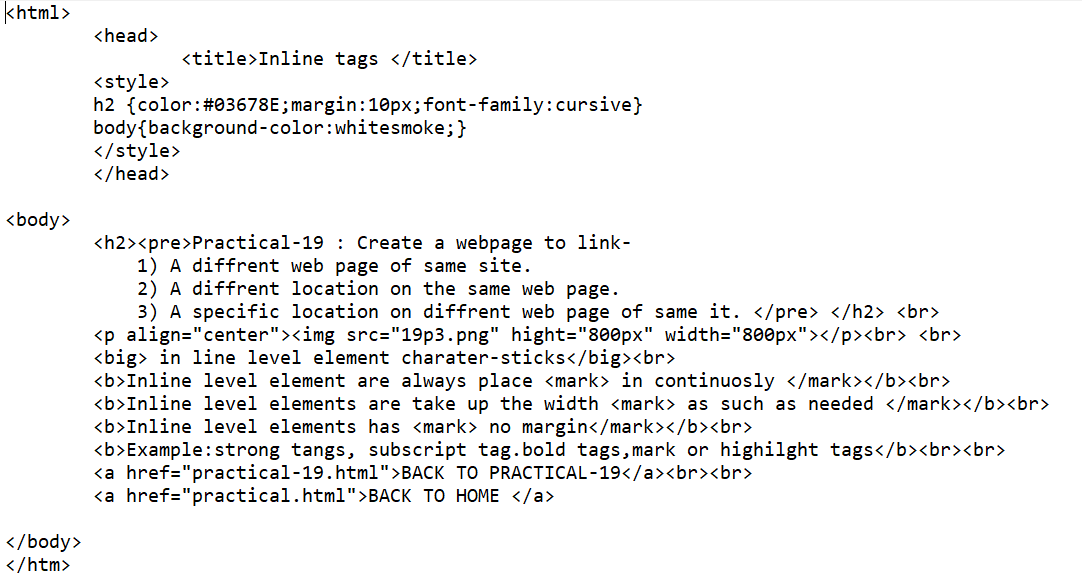 <html>
<head>
<title>Inline tags </title>
<style>
h2 {color:#03678E;margin:10px;font-family:cursive}
body{background-color:whitesmoke;}
</style>
</head>
<body>
<h2><pre>Practical-19 : Create a webpage to link-
1) A diffrent web page of same site.
2) A diffrent location on the same web page.
3) A specific location on diffrent web page of same it. </pre> </h2> <br>
<p align="center"><img src="19p3.png" hight="800px" width="800px"></p><br> <br>
<big> in line level element charater-sticks</big><br>
<b>Inline level element are always place <mark> in continuosly </mark></b><br>
<b>Inline level elements are take up the width <mark> as such as needed </mark></b><br>
<b>Inline level elements has <mark> no margin</mark></b><br>
<b>Example:strong tangs, subscript tag.bold tags,mark or highilght tags</b><br><br>
<a href="practical-19.html">BACK TO PRACTICAL-19</a><br><br>
<a href="practical.html">BACK TO HOME </a>
</body>
</htm>